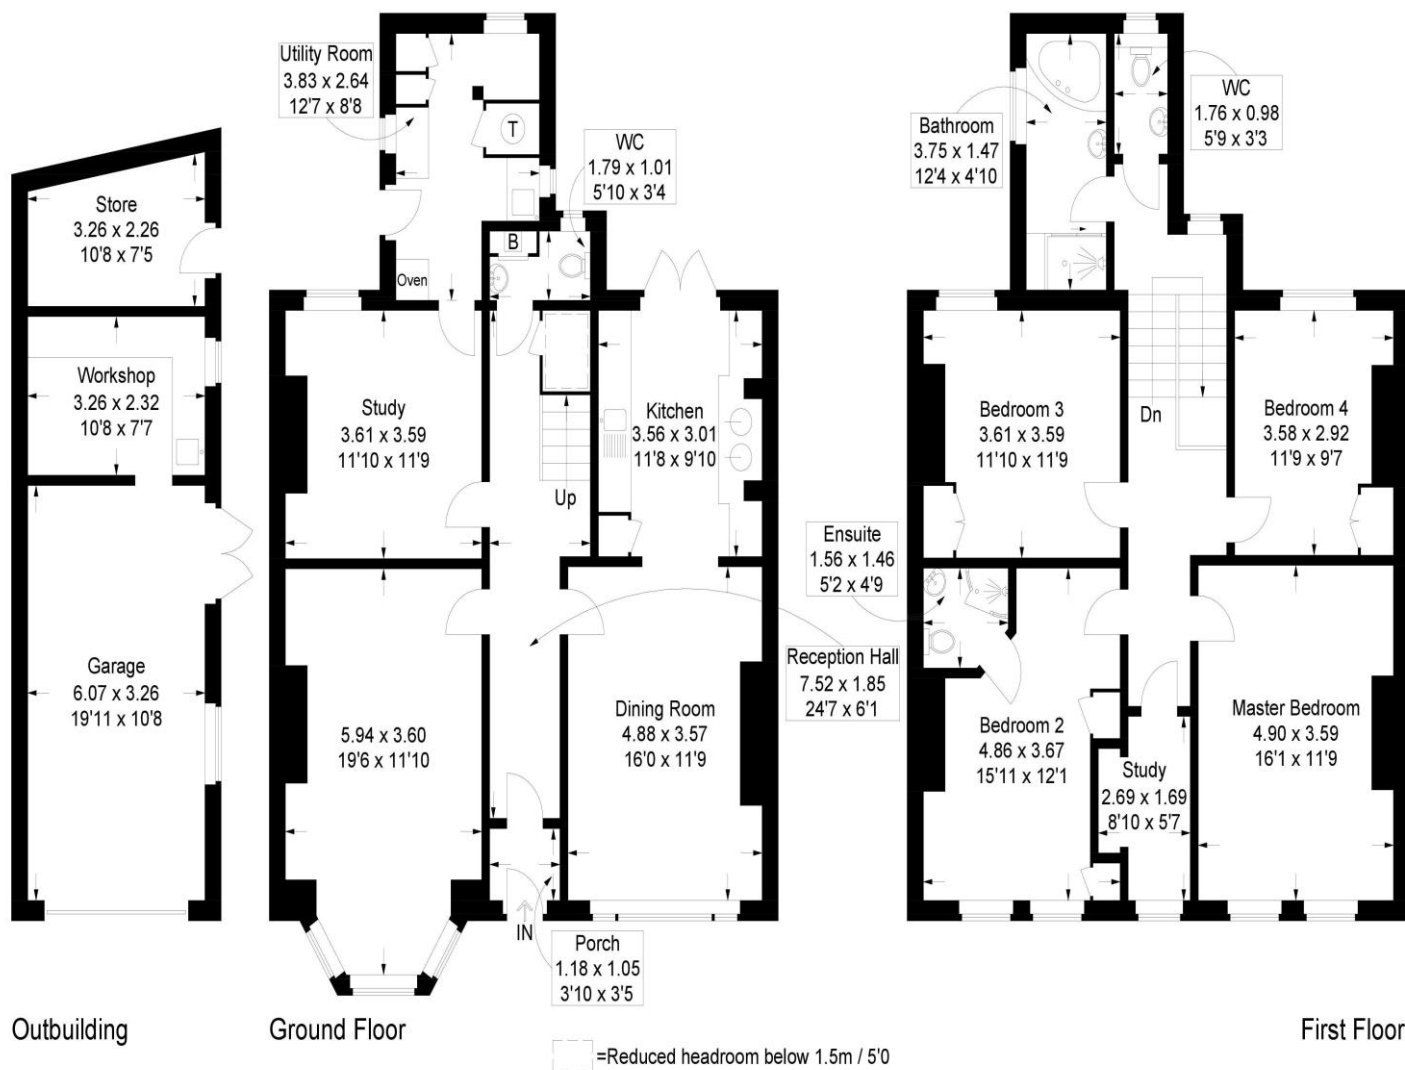 Utility Room
3.83 x 2.64
12'7 x 8'8
T
WC
1.79 x 1.01
5'10 x 3'4
B
Oven
Store
3.26 x 2.26
10'8 x 7'5
Workshop
3.26 x 2.32
10'8 x 7'7
Garage
6.07 x 3.26
19'11 x 10'8
Study
3.61 x 3.59
11'10 x 11'9
Up
Kitchen
3.56 x 3.01
11'8 x 9'10
5.94 x 3.60
19'6 x 11'10
Dining Room
4.88 x 3.57
16'0 x 11'9
Reception Hall
7.52 x 1.85
24'7 x 6'1
IN
Porch
1.18 x 1.05
3'10 x 3'5
Bathroom
3.75 x 1.47
12'4 x 4'10
WC
1.76 x 0.98
5'9 x 3'3
Bedroom 3
3.61 x 3.59
11'10 x 11'9
Dn
Bedroom 4
3.58 x 2.92
11'9 x 9'7
Ensuite
1.56 x 1.46
5'2 x 4'9
Bedroom 2
4.86 x 3.67
15'11 x 12'1
Study
2.69 x 1.69
8'10 x 5'7
Master Bedroom
4.90 x 3.59
16'1 x 11'9
Outbuilding
Ground Floor
First Floor
=Reduced headroom below 1.5m / 5'0